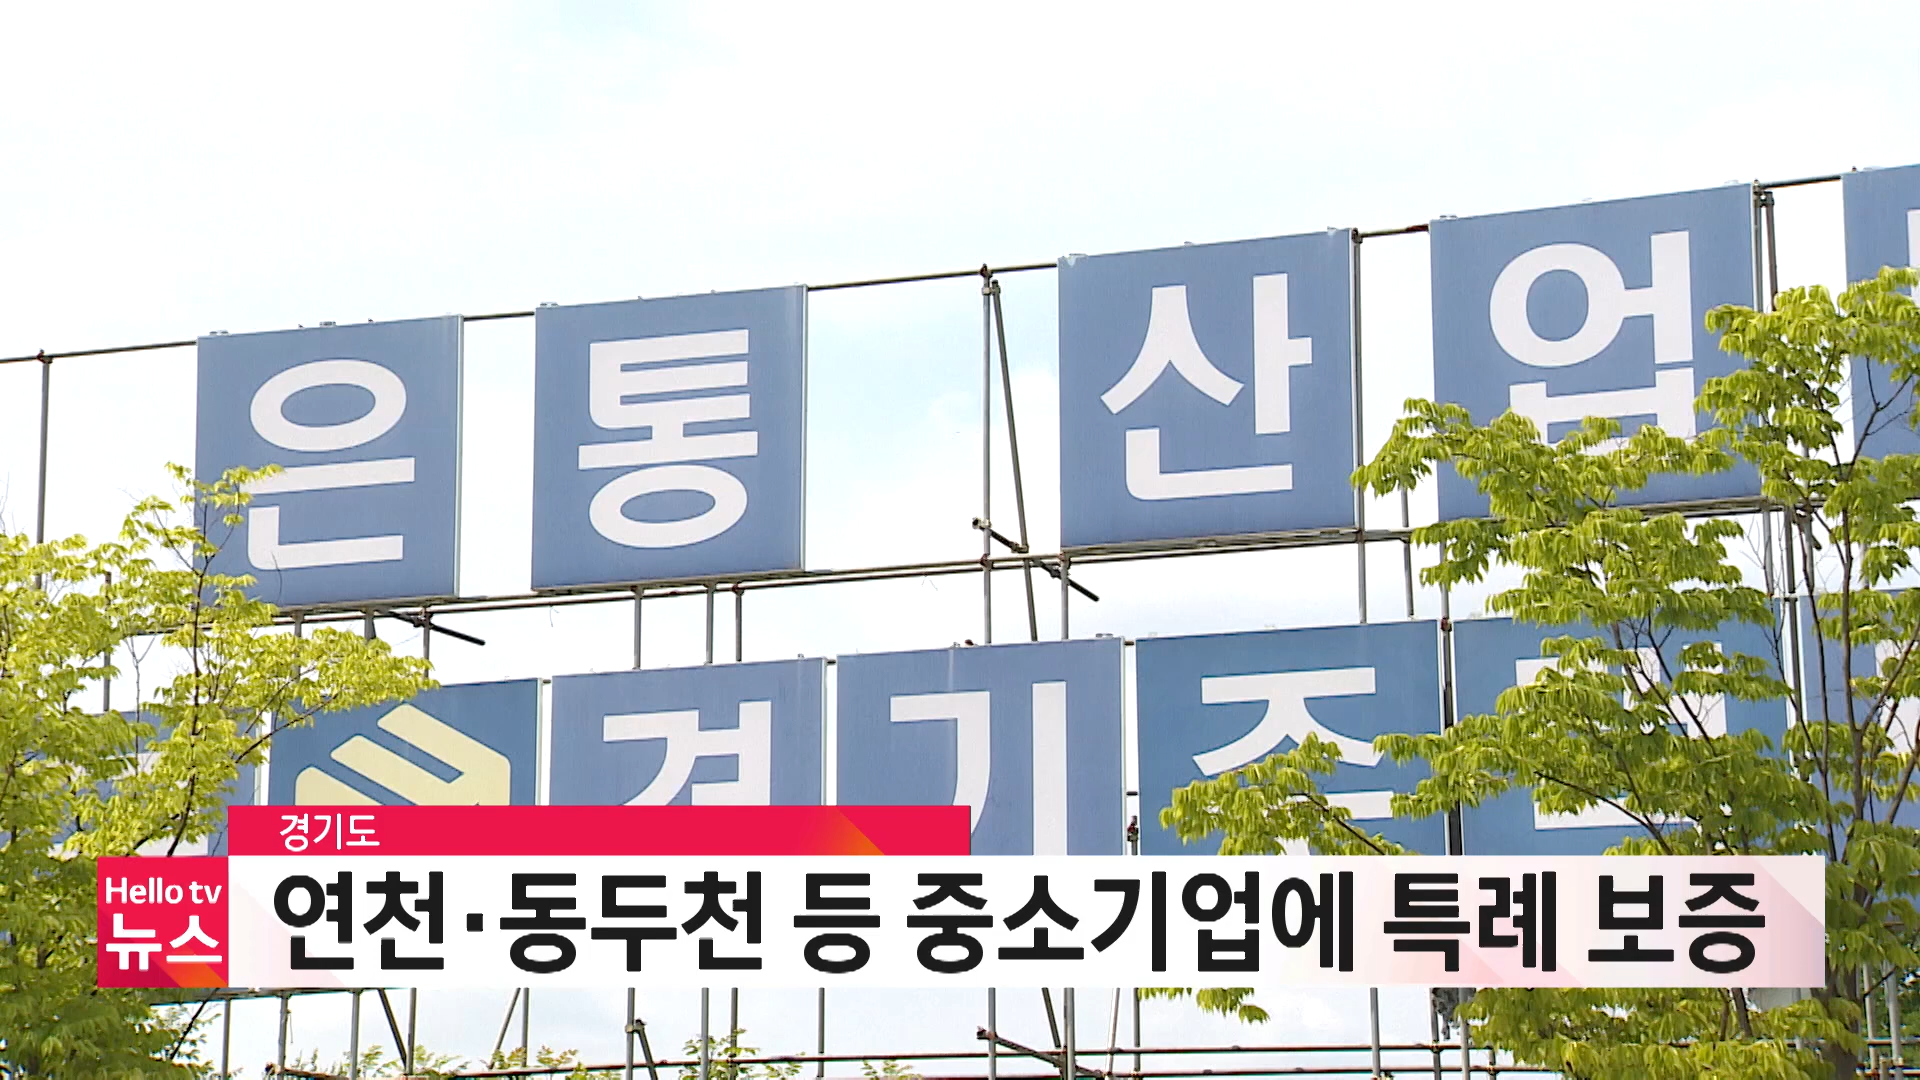 은통 산업
경기주
경기도
Hello tv
뉴스
연천·동두천 등 중소기업에 특례 보증